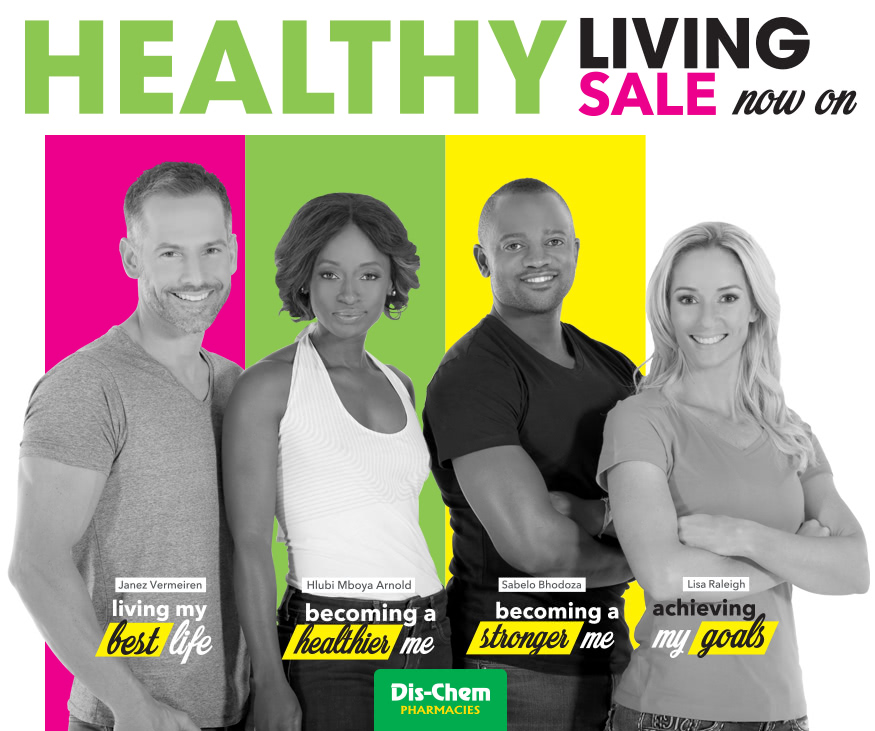 HEALTHY LIVING
SALE now on
Janez Vermeiren
living my
best life
Hlubi Mboya Arnold
becoming a
healthier me
Sabelo Bhodoza
becoming a
stronger me
Lisa Raleigh
achieving
my goals
Dis-Chem
PHARMACIES